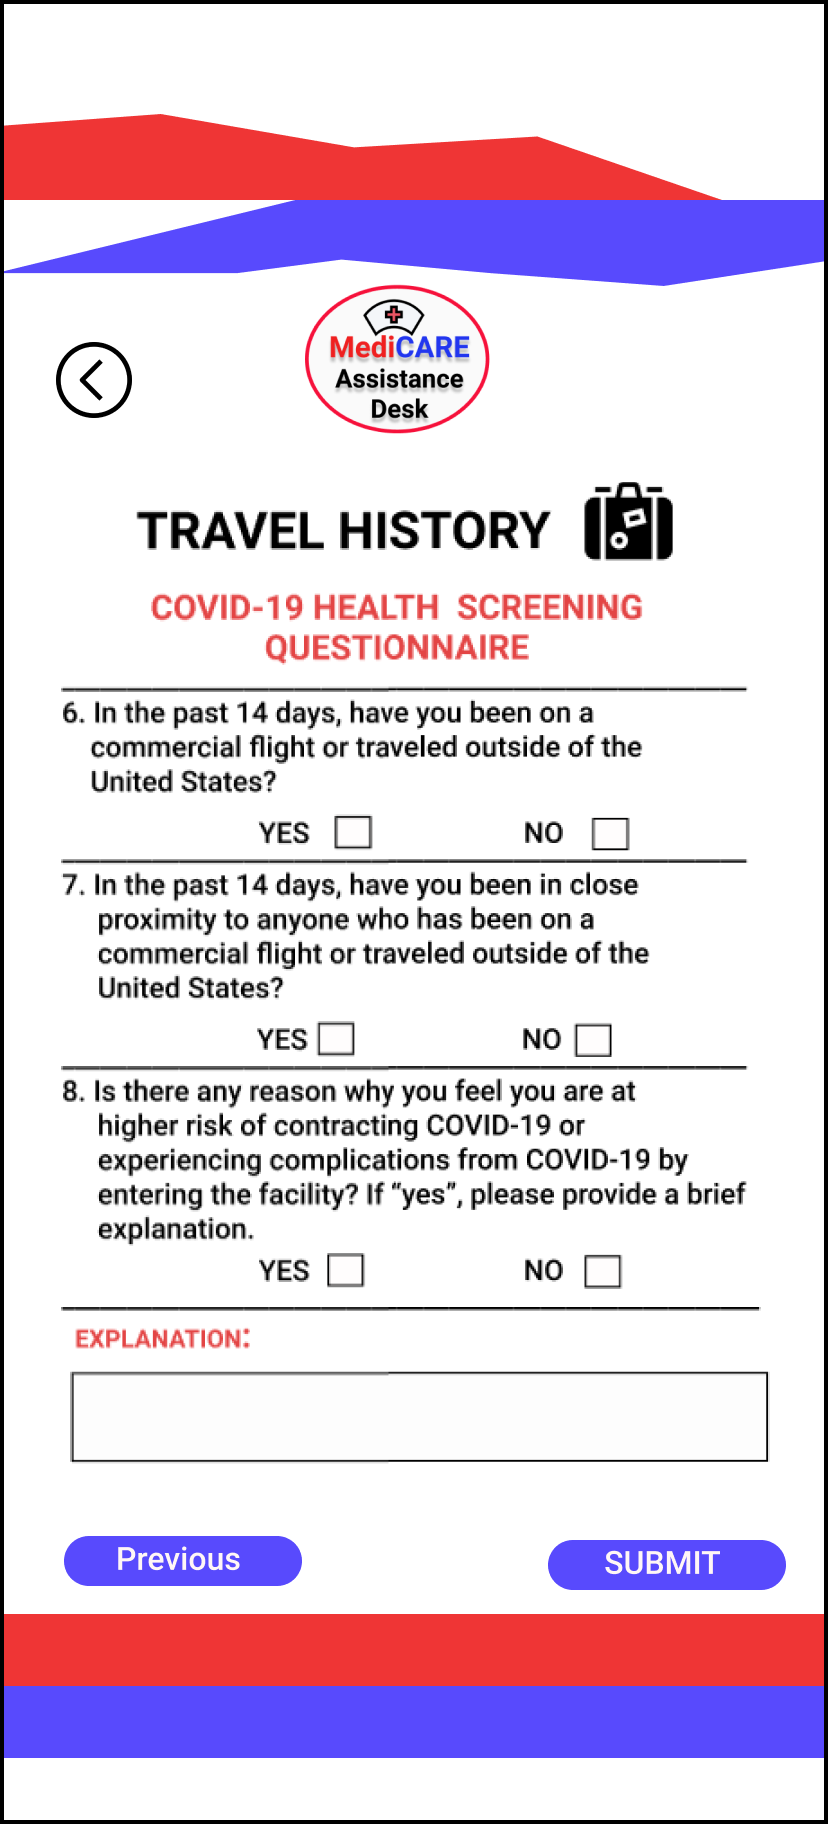 MediCARE
Assistance
Desk
TRAVEL HISTORY
COVID-19 HEALTH SCREENING
QUESTIONNAIRE
6. In the past 14 days, have you been on a
commercial flight or traveled outside of the
United States?
YES NO
7. In the past 14 days, have you been in close
proximity to anyone who has been on a
commercial flight or traveled outside of the
United States?
YES NO
8. Is there any reason why you feel you are at
higher risk of contracting COVID-19 or
experiencing complications from COVID-19 by
entering the facility? If “yes”, please provide a brief
explanation.
YES NO
EXPLANATION:
Previous SUBMIT